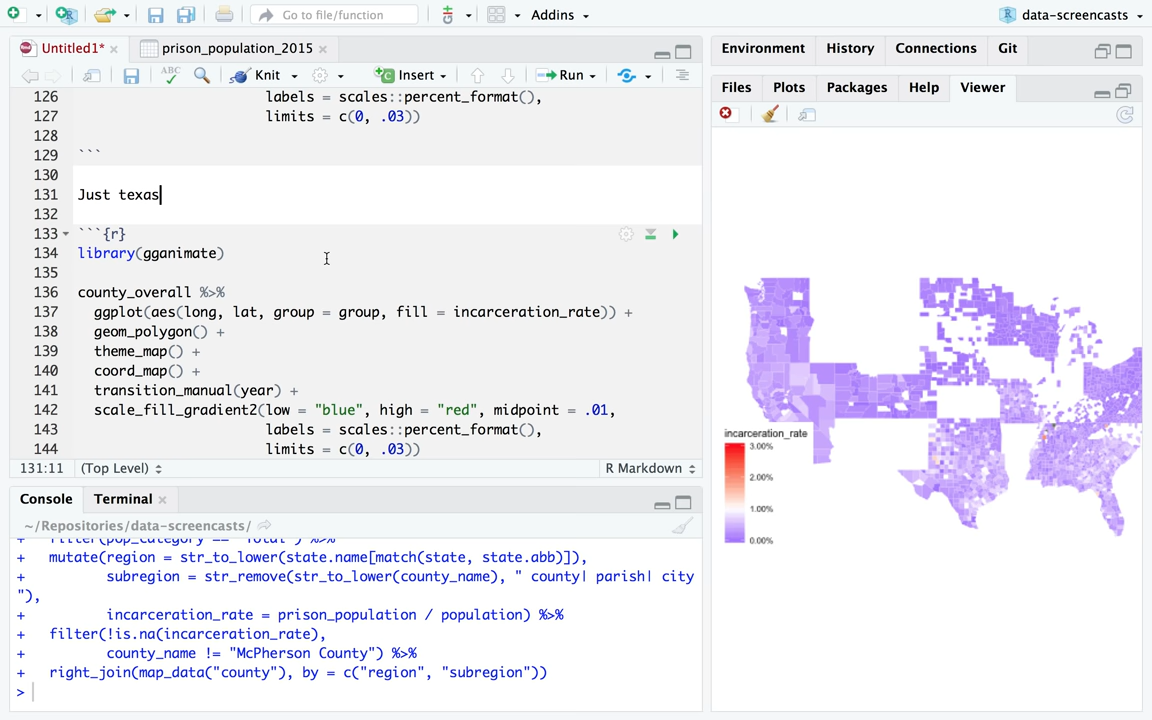 Go to file/function
Addins
data-screencasts
Untitled1*
prison_population_2015
ABC
Knit
Insert
Run
126 labels = scales::percent_format(),
127 limits = c(0, .03))
128
129 ```
130
131 Just texas
132
133 ```{r}
134 library(gganimate)
135
136 county_overall %>%
137 ggplot(aes(long, lat, group = group, fill = incarceration_rate)) +
138 geom_polygon() +
139 theme_map() +
140 coord_map() +
141 transition_manual(year) +
142 scale_fill_gradient2(low = "blue", high = "red", midpoint = .01,
143 labels = scales::percent_format(),
144 limits = c(0, .03))
131:11 (Top Level) R Markdown
Console Terminal
~/Repositories/data-screencasts/
+ filter(pop_category == "Total") %>%
+ mutate(region = str_to_lower(state.name[match(state, state.abb)]),
+ subregion = str_remove(str_to_lower(county_name), " county| parish| city
"),
+ incarceration_rate = prison_population / population) %>%
+ filter(!is.na(incarceration_rate),
+ county_name != "McPherson County") %>%
+ right_join(map_data("county"), by = c("region", "subregion"))
>
Environment History Connections Git
Files Plots Packages Help Viewer
incarceration_rate
3.00%
2.00%
1.00%
0.00%